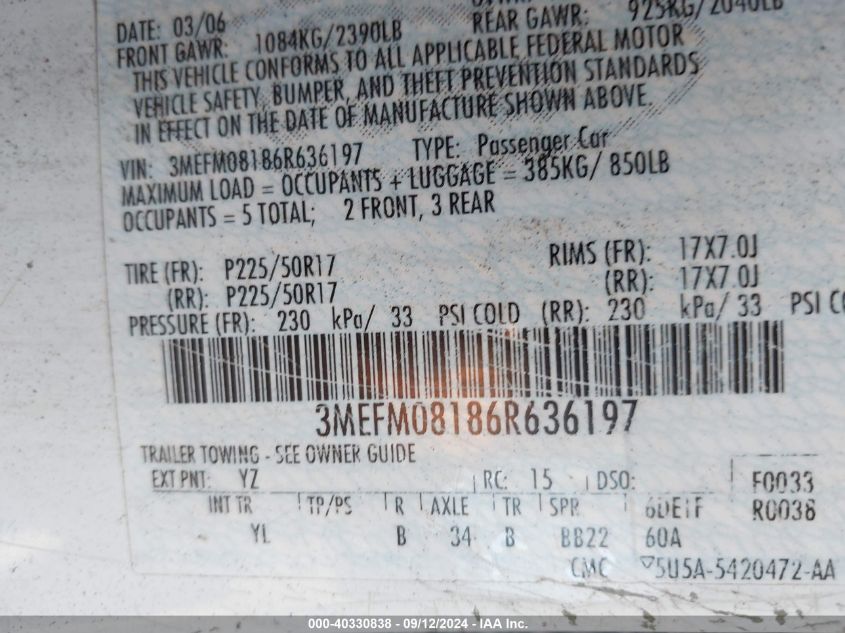 DATE: 03/06 REAR GAWR: 925KG/2040LB
FRONT GAWR: 1084KG/2390LB
THIS VEHICLE CONFORMS TO ALL APPLICABLE FEDERAL MOTOR
VEHICLE SAFETY, BUMPER, AND THEFT PREVENTION STANDARDS
IN EFFECT ON THE DATE OF MANUFACTURE SHOWN ABOVE.
VIN: 3MEFM08186R636197 TYPE: Passenger Car
MAXIMUM LOAD = OCCUPANTS + LUGGAGE = 385KG/ 850LB
OCCUPANTS = 5 TOTAL; 2 FRONT, 3 REAR
TIRE (FR): P225/50R17 RIMS (FR): 17X7.0J
(RR): P225/50R17 (RR): 17X7.0J
PRESSURE (FR): 230 kPa/ 33 PSI COLD (RR): 230 kPa/ 33 PSI CO
3MEFM08186R636197
TRAILER TOWING - SEE OWNER GUIDE
EXT PNT: YZ RC: 15 DSO: F0033
INT TR TP/PS R AXLE TR SPR 6DE1F R0038
YL B 34 B BB22 60A
CMC 5U5A-5420472-AA
000-40330838 - 09/12/2024 - IAA Inc.